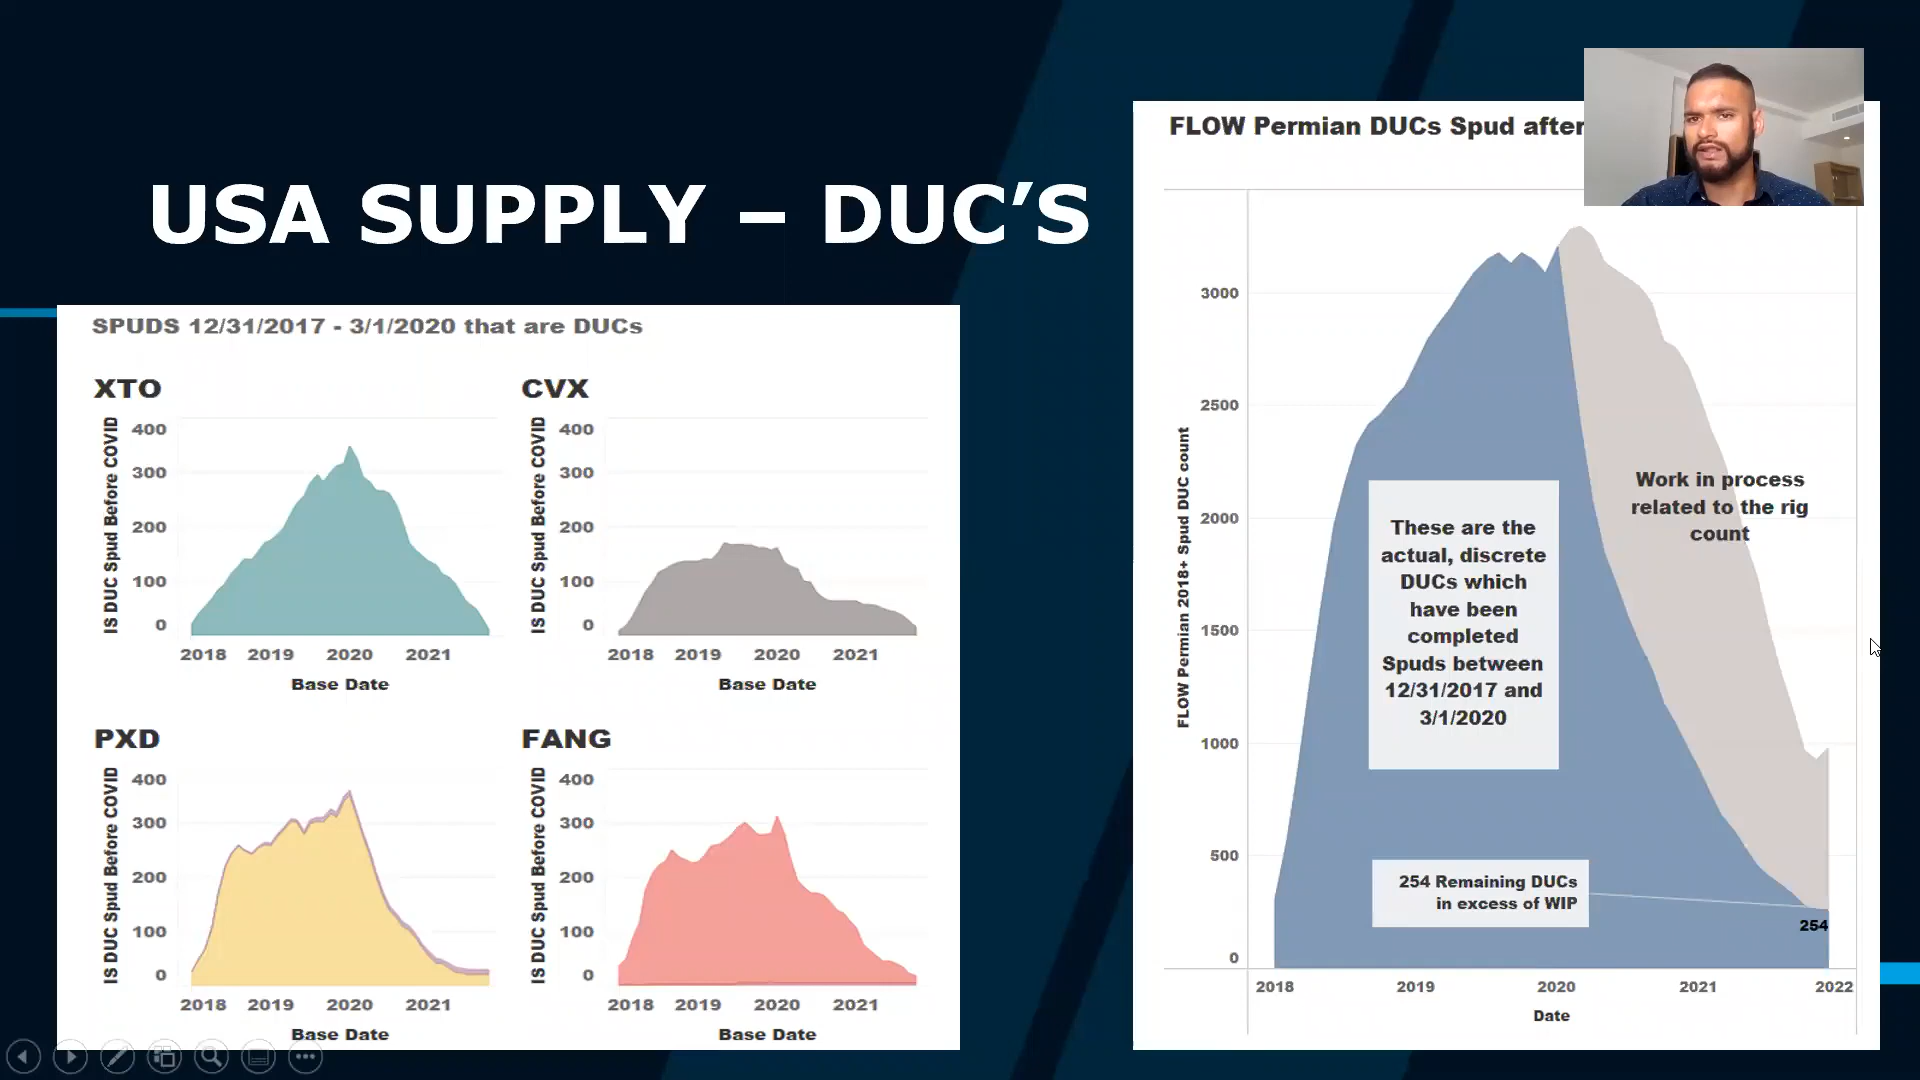 USA SUPPLY – DUC’S
SPUDS 12/31/2017 - 3/1/2020 that are DUCs
XTO
IS DUC Spud Before COVID
400
300
200
100
0
2018 2019 2020 2021
Base Date
CVX
IS DUC Spud Before COVID
400
300
200
100
0
2018 2019 2020 2021
Base Date
PXD
IS DUC Spud Before COVID
400
300
200
100
0
2018 2019 2020 2021
Base Date
FANG
IS DUC Spud Before COVID
400
300
200
100
0
2018 2019 2020 2021
Base Date
FLOW Permian DUCs Spud after
FLOW Permian 2018+ Spud DUC count
3000
2500
2000
1500
1000
500
0
Work in process
related to the rig
count
These are the
actual, discrete
DUCs which
have been
completed
Spuds between
12/31/2017 and
3/1/2020
254 Remaining DUCs
in excess of WIP
254
2018 2019 2020 2021 2022
Date